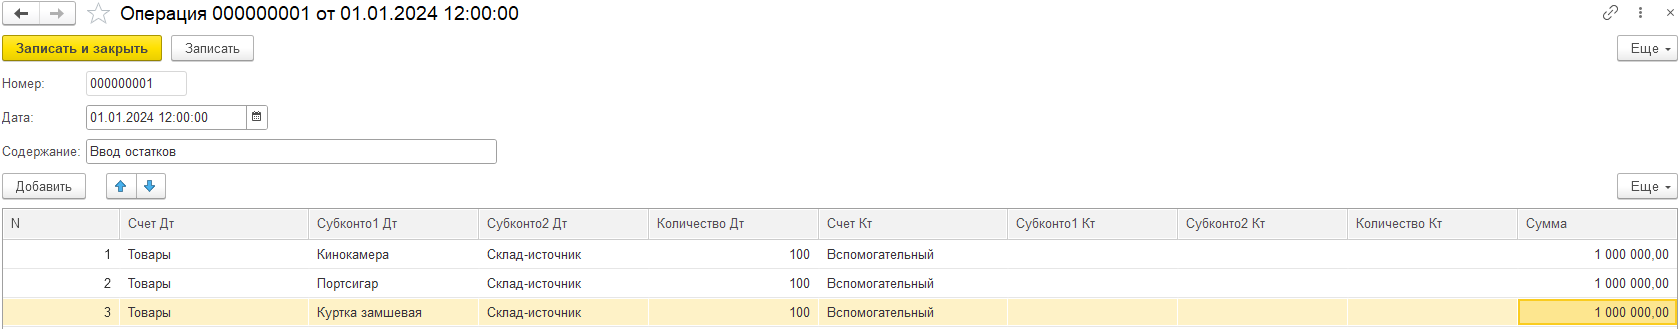 Операция 000000001 от 01.01.2024 12:00:00
Записать и закрыть Записать Еще
Номер: 000000001
Дата: 01.01.2024 12:00:00
Содержание: Ввод остатков
Добавить Еще
N Счет Дт Субконто1 Дт Субконто2 Дт Количество Дт Счет Кт Субконто1 Кт Субконто2 Кт Количество Кт Сумма
1 Товары Кинокамера Склад-источник 100 Вспомогательный 1 000 000,00
2 Товары Портсигар Склад-источник 100 Вспомогательный 1 000 000,00
3 Товары Куртка замшевая Склад-источник 100 Вспомогательный 1 000 000,00